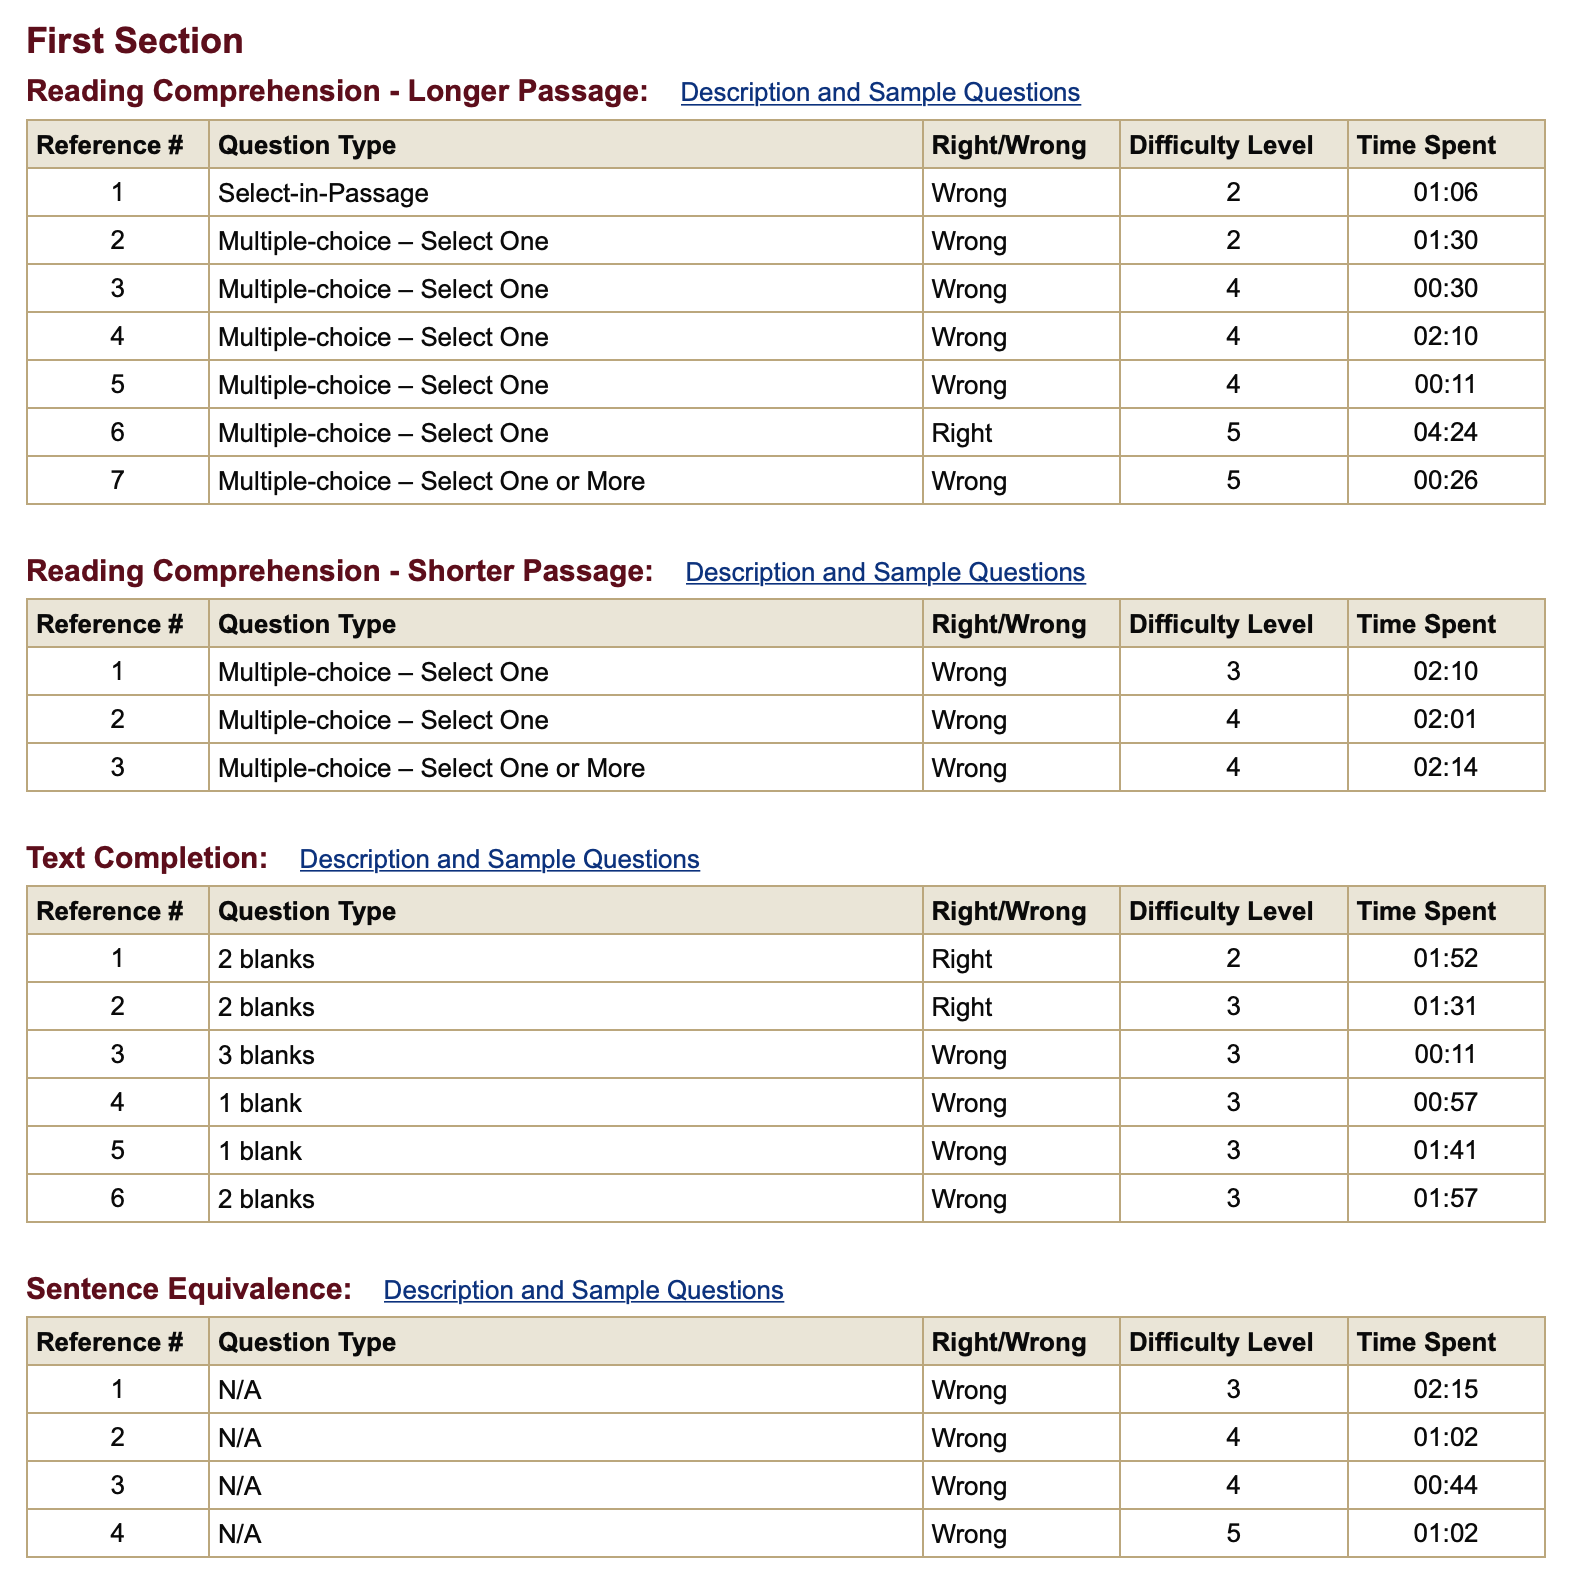 First Section
Reading Comprehension - Longer Passage: Description and Sample Questions
Reference # Question Type Right/Wrong Difficulty Level Time Spent
1 Select-in-Passage Wrong 2 01:06
2 Multiple-choice – Select One Wrong 2 01:30
3 Multiple-choice – Select One Wrong 4 00:30
4 Multiple-choice – Select One Wrong 4 02:10
5 Multiple-choice – Select One Wrong 4 00:11
6 Multiple-choice – Select One Right 5 04:24
7 Multiple-choice – Select One or More Wrong 5 00:26
Reading Comprehension - Shorter Passage: Description and Sample Questions
Reference # Question Type Right/Wrong Difficulty Level Time Spent
1 Multiple-choice – Select One Wrong 3 02:10
2 Multiple-choice – Select One Wrong 4 02:01
3 Multiple-choice – Select One or More Wrong 4 02:14
Text Completion: Description and Sample Questions
Reference # Question Type Right/Wrong Difficulty Level Time Spent
1 2 blanks Right 2 01:52
2 2 blanks Right 3 01:31
3 3 blanks Wrong 3 00:11
4 1 blank Wrong 3 00:57
5 1 blank Wrong 3 01:41
6 2 blanks Wrong 3 01:57
Sentence Equivalence: Description and Sample Questions
Reference # Question Type Right/Wrong Difficulty Level Time Spent
1 N/A Wrong 3 02:15
2 N/A Wrong 4 01:02
3 N/A Wrong 4 00:44
4 N/A Wrong 5 01:02